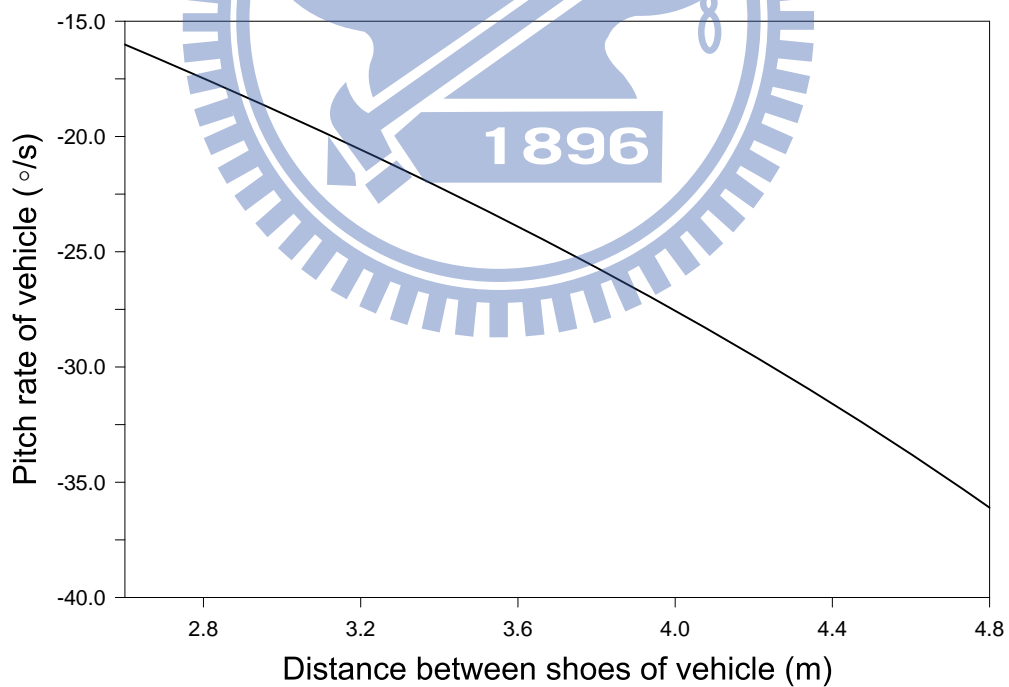 -15.0
-20.0
-25.0
-30.0
-35.0
-40.0
Pitch rate of vehicle (○/s)
1896
2.8 3.2 3.6 4.0 4.4 4.8
Distance between shoes of vehicle (m)